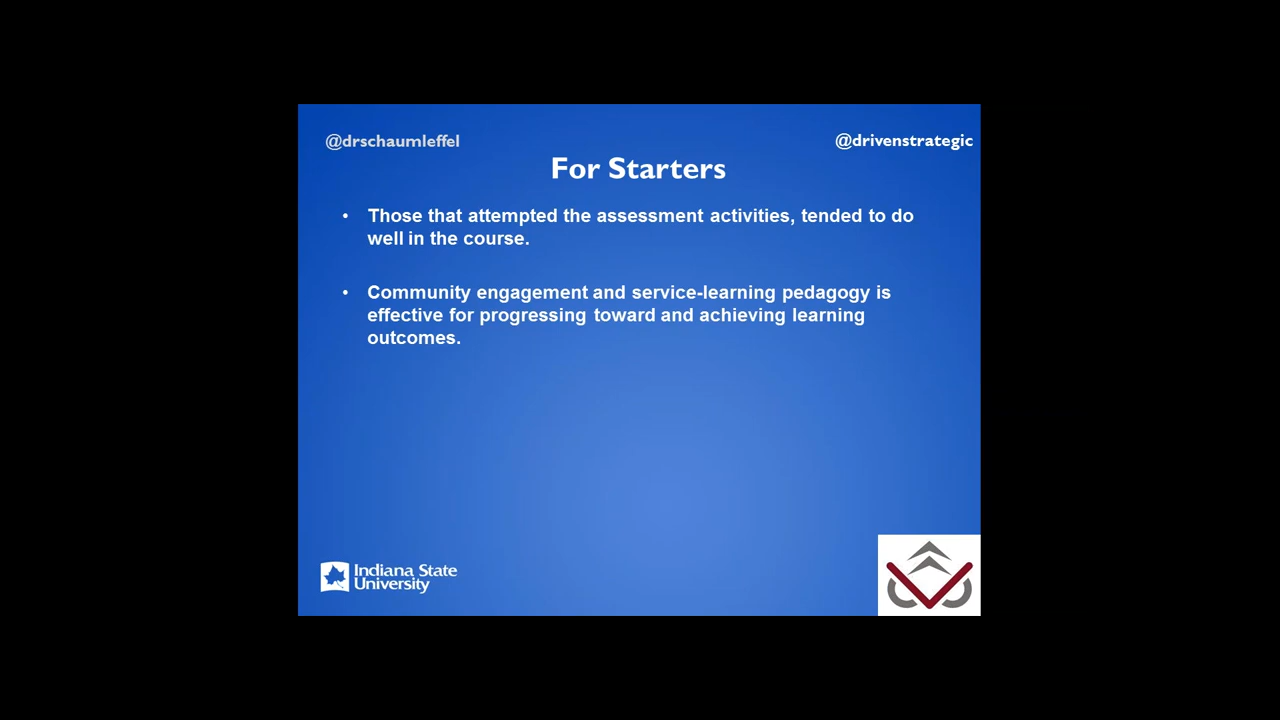 @drschaumleffel
@drivenstrategic
For Starters
• Those that attempted the assessment activities, tended to do
well in the course.
• Community engagement and service-learning pedagogy is
effective for progressing toward and achieving learning
outcomes.
Indiana State
University